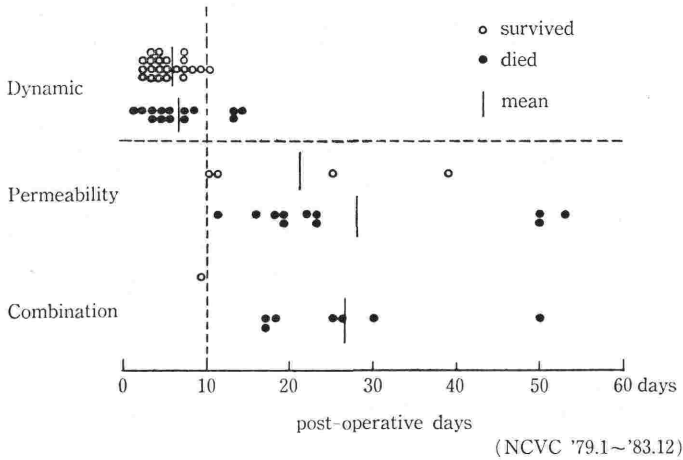 survived
died
mean
Dynamic
Permeability
Combination
0 10 20 30 40 50 60 days
post-operative days
(NCVC '79.1~'83.12)